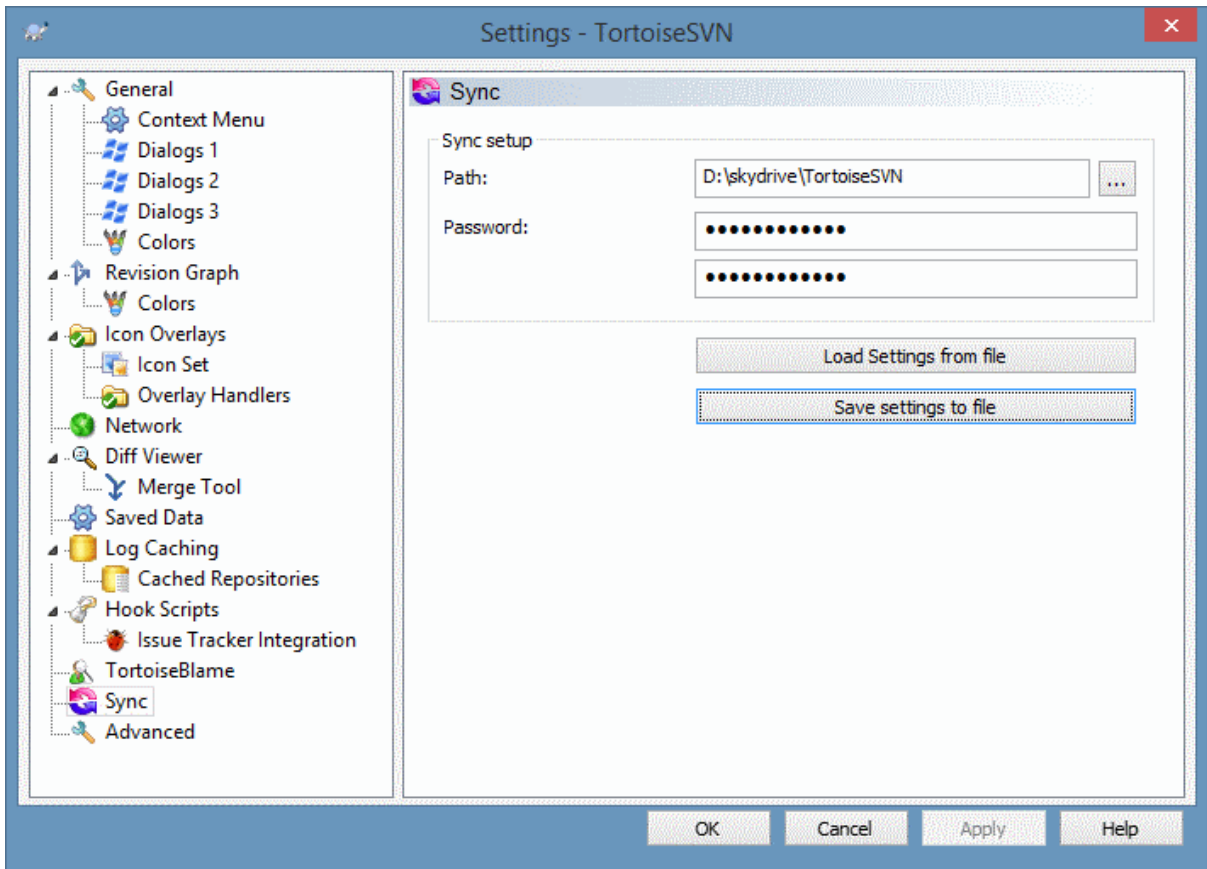 Settings - TortoiseSVN
General
Context Menu
Dialogs 1
Dialogs 2
Dialogs 3
Colors
Revision Graph
Colors
Icon Overlays
Icon Set
Overlay Handlers
Network
Diff Viewer
Merge Tool
Saved Data
Log Caching
Cached Repositories
Hook Scripts
Issue Tracker Integration
TortoiseBlame
Sync
Advanced
Sync
Sync setup
Path: D:\skydrive\TortoiseSVN ...
Password: ●●●●●●●●●●●●
●●●●●●●●●●●●
Load Settings from file
Save settings to file
OK Cancel Apply Help